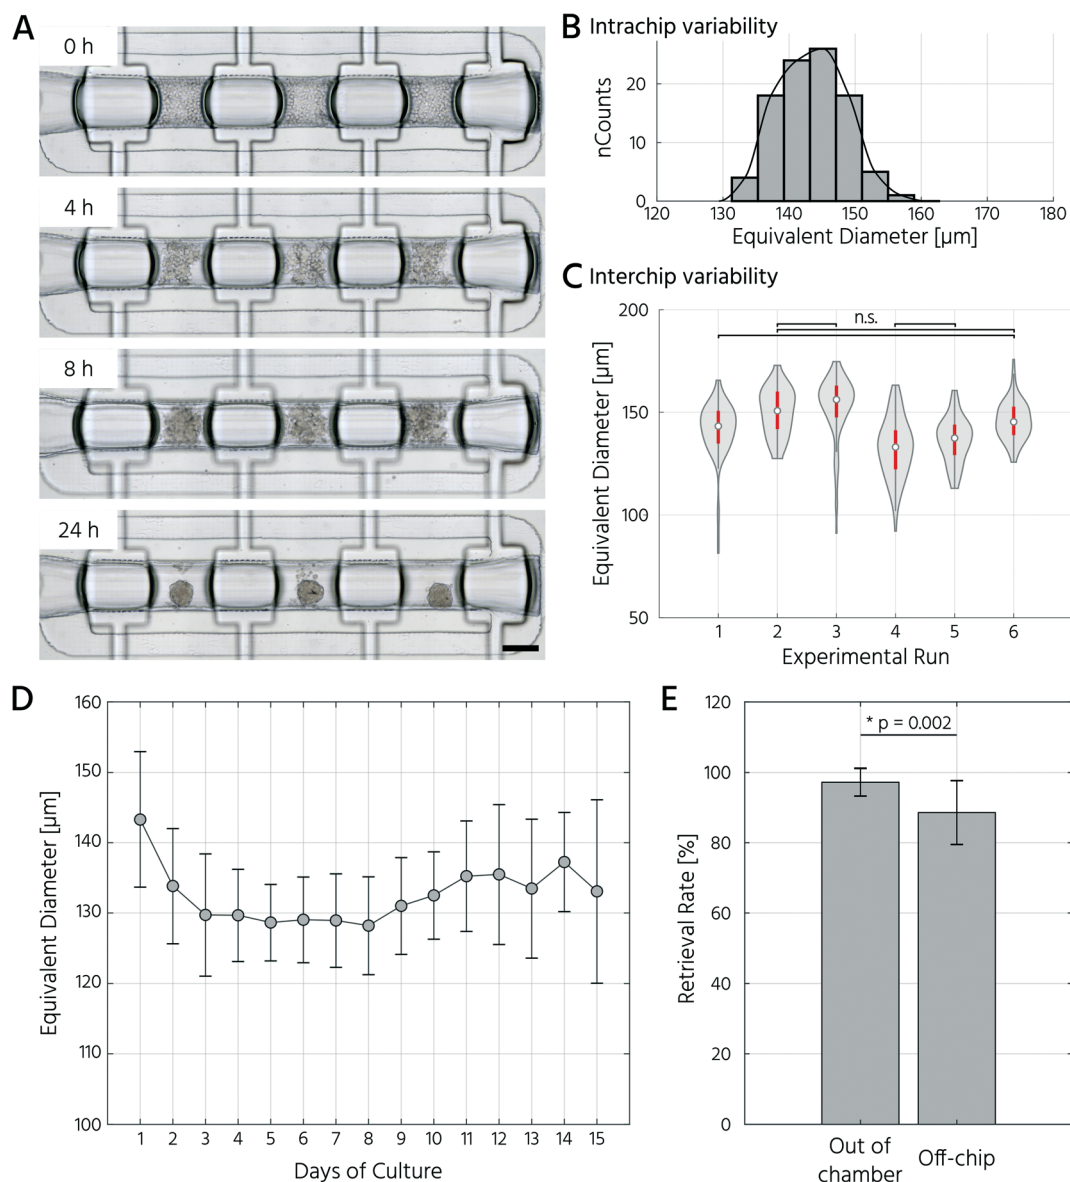 A
0 h
4 h
8 h
24 h
B Intrachip variability
nCounts
20
10
0
120 130 140 150 160 170 180
Equivalent Diameter [µm]
C Interchip variability
Equivalent Diameter [µm]
200
150
100
50
n.s.
1 2 3 4 5 6
Experimental Run
D
Equivalent Diameter [µm]
160
150
140
130
120
110
100
1 2 3 4 5 6 7 8 9 10 11 12 13 14 15
Days of Culture
E
Retrieval Rate [%]
120
100
80
60
40
20
0
* p = 0.002
Out of
chamber
Off-chip